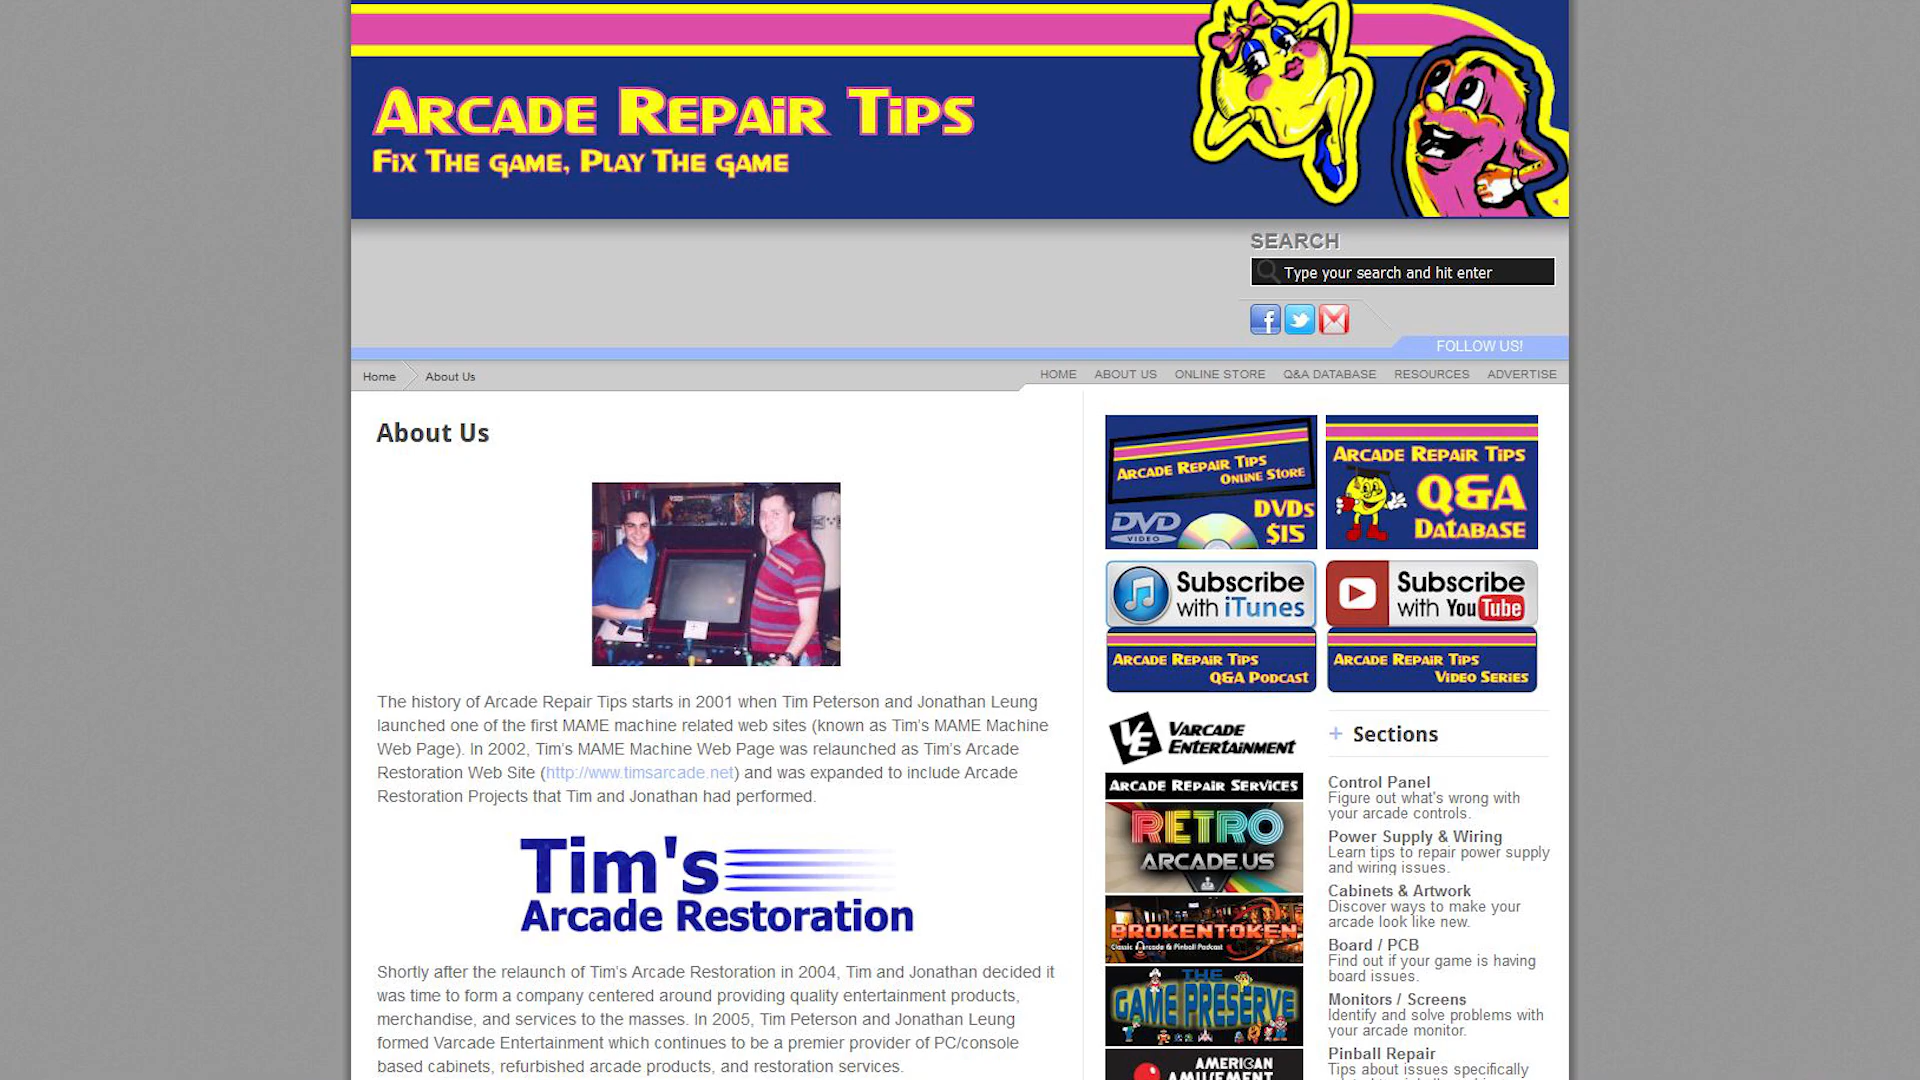 Arcade Repair Tips
Fix The Game, Play The Game
SEARCH
Type your search and hit enter
FOLLOW US!
Home
About Us
HOME ABOUT US ONLINE STORE Q&A DATABASE RESOURCES ADVERTISE
About Us
The history of Arcade Repair Tips starts in 2001 when Tim Peterson and Jonathan Leung
launched one of the first MAME machine related web sites (known as Tim's MAME Machine
Web Page). In 2002, Tim's MAME Machine Web Page was relaunched as Tim's Arcade
Restoration Web Site (http://www.timsarcade.net) and was expanded to include Arcade
Restoration Projects that Tim and Jonathan had performed.
Tim's
Arcade Restoration
Shortly after the relaunch of Tim's Arcade Restoration in 2004, Tim and Jonathan decided it
was time to form a company centered around providing quality entertainment products,
merchandise, and services to the masses. In 2005, Tim Peterson and Jonathan Leung
formed Varcade Entertainment which continues to be a premier provider of PC/console
based cabinets, refurbished arcade products, and restoration services.
Arcade Repair Tips
Online Store
DVDs
$15
DVD
VIDEO
Arcade Repair Tips
Q&A
Database
Subscribe
with iTunes
Arcade Repair Tips
Q&A Podcast
Subscribe
with YouTube
Arcade Repair Tips
Video Series
VE
Varcade
Entertainment
Arcade Repair Services
RETRO
ARCADE.US
BROKENTOKEN
Classic Arcade & Pinball Podcast
THE
GAME PRESERVE
AMERICAN
AMUSEMENT
+ Sections
Control Panel
Figure out what's wrong with
your arcade controls.
Power Supply & Wiring
Learn tips to repair power supply
and wiring issues.
Cabinets & Artwork
Discover ways to make your
arcade look like new.
Board / PCB
Find out if your game is having
board issues.
Monitors / Screens
Identify and solve problems with
your arcade monitor.
Pinball Repair
Tips about issues specifically